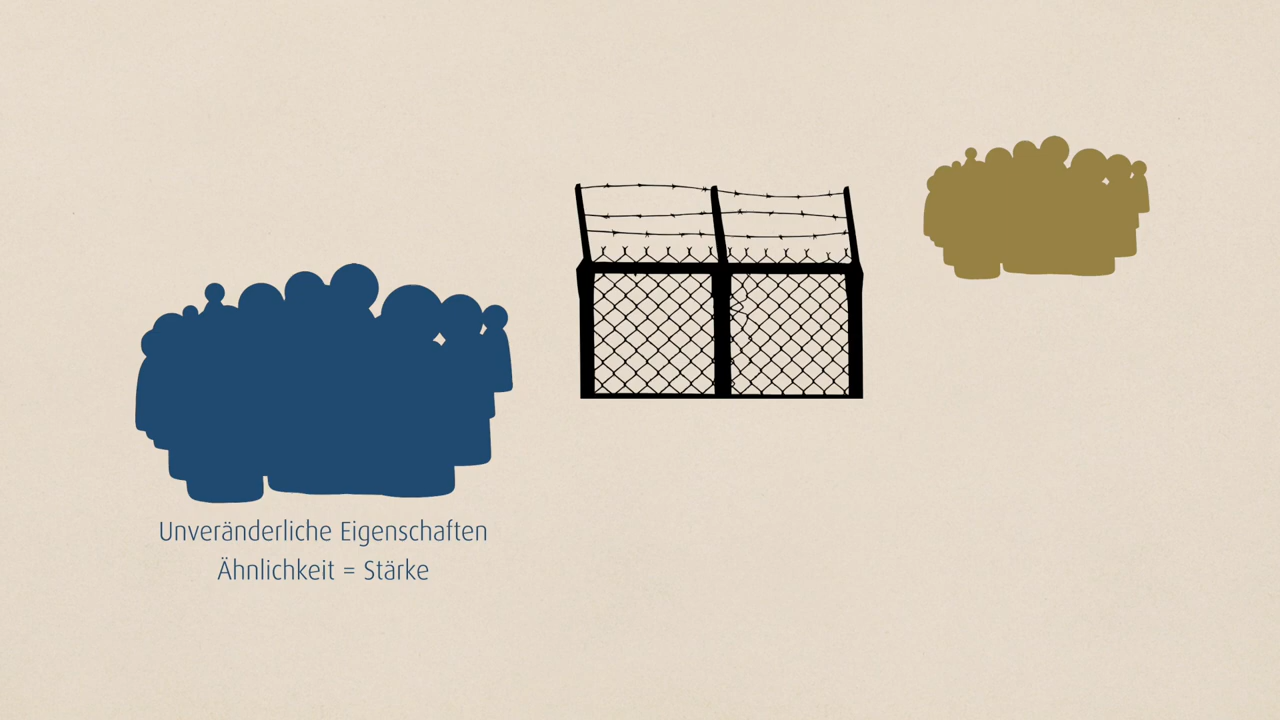 Unveränderliche Eigenschaften
Ähnlichkeit = Stärke